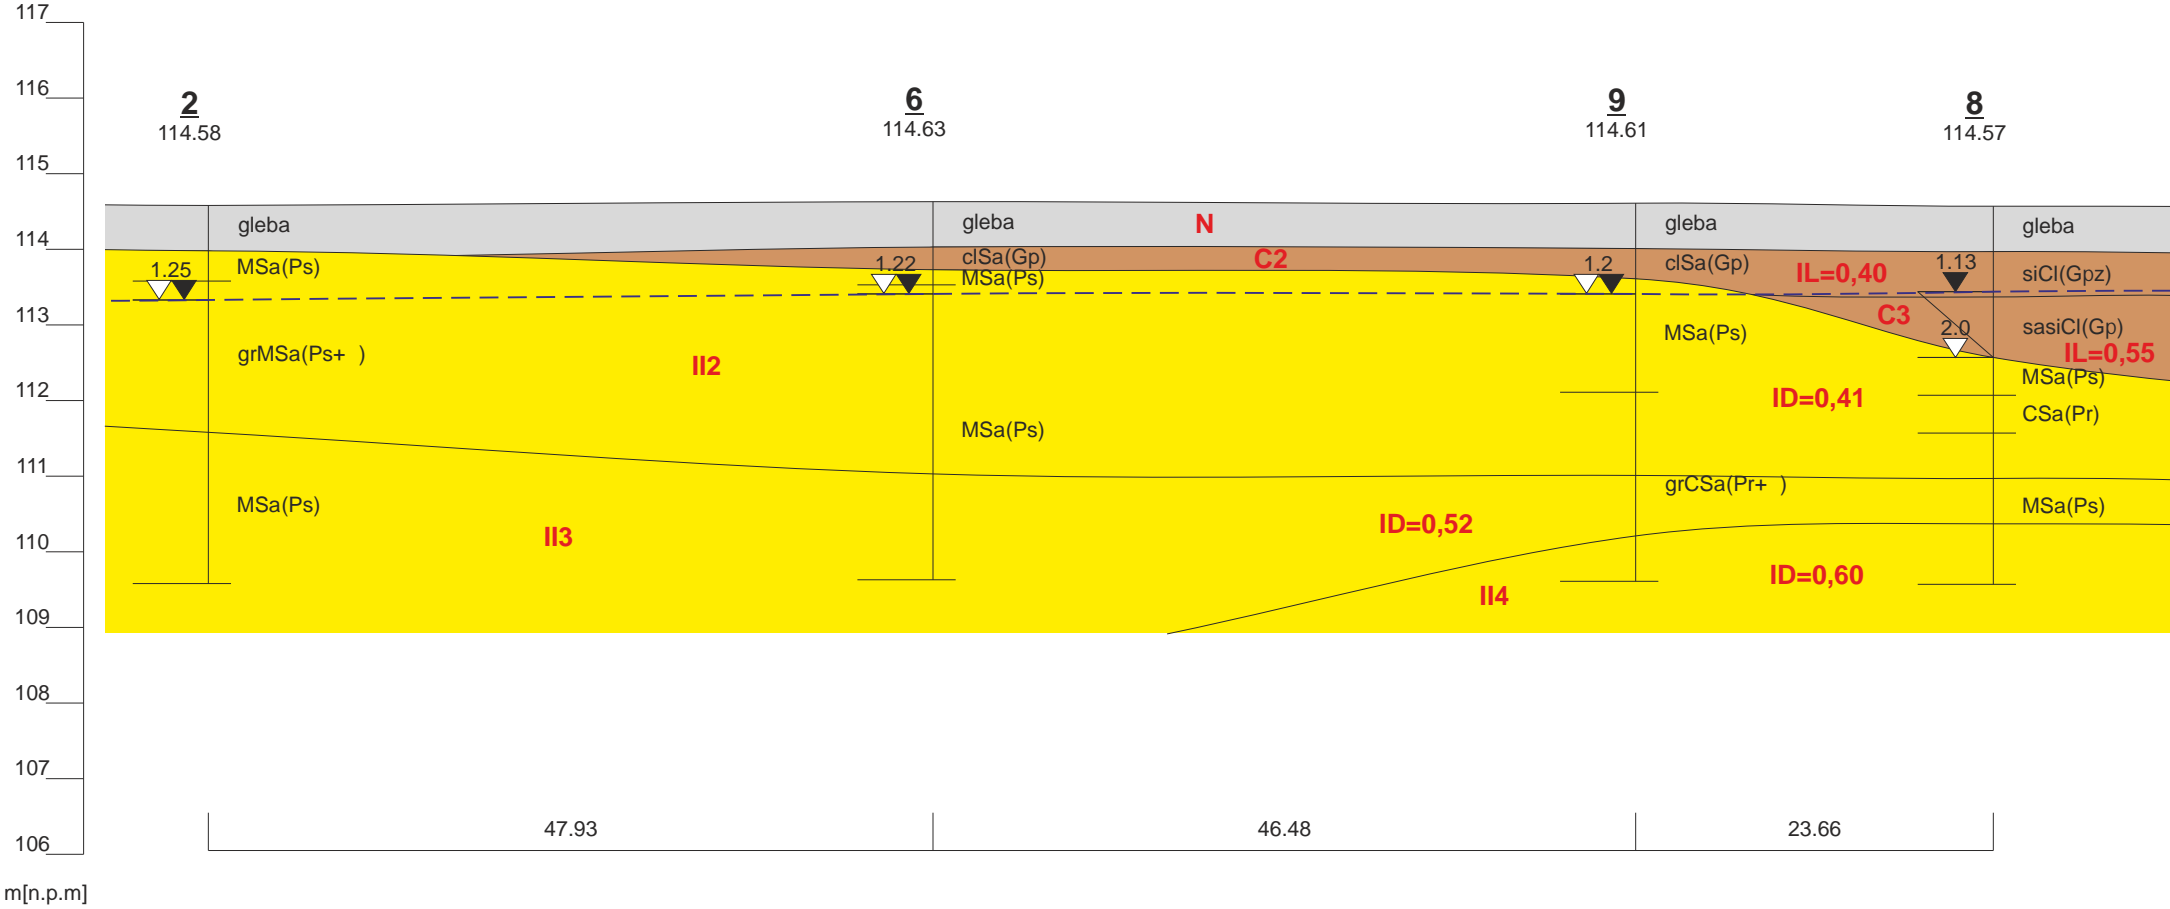 117
116
2
6
9
8
114.58
114.63
114.61
114.57
115
gleba
gleba
N
gleba
gleba
114
1.25
MSa(Ps)
1.22
clSa(Gp)
MSa(Ps)
C2
1.2
clSa(Gp)
IL=0,40
1.13
siCl(Gpz)
113
C3
2.0
sasiCl(Gp)
IL=0,55
grMSa(Ps+ )
II2
MSa(Ps)
MSa(Ps)
112
ID=0,41
CSa(Pr)
MSa(Ps)
111
MSa(Ps)
II3
ID=0,52
grCSa(Pr+ )
MSa(Ps)
110
II4
ID=0,60
109
108
107
106
47.93
46.48
23.66
m[n.p.m]